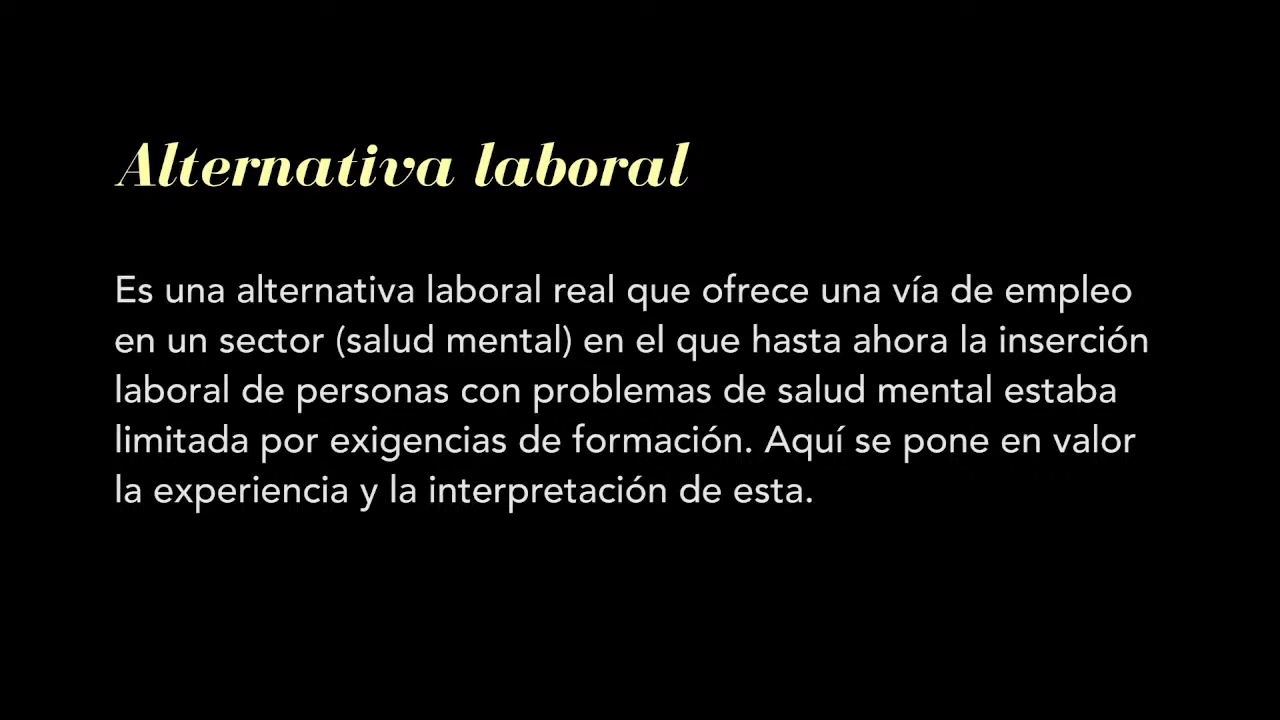 Alternativa laboral
Es una alternativa laboral real que ofrece una vía de empleo
en un sector (salud mental) en el que hasta ahora la inserción
laboral de personas con problemas de salud mental estaba
limitada por exigencias de formación. Aquí se pone en valor
la experiencia y la interpretación de esta.